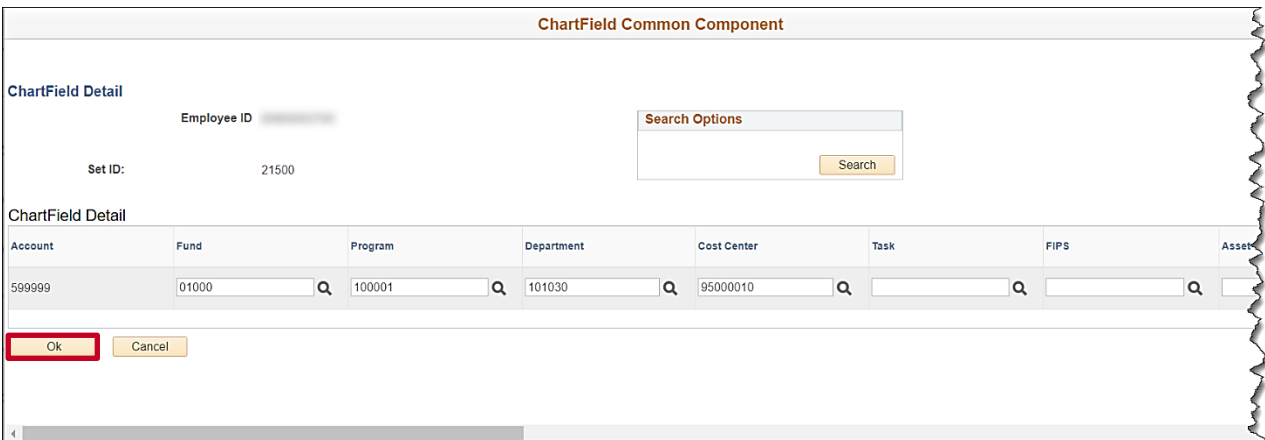 ChartField Common Component
ChartField Detail
Employee ID
Search Options
Search
Set ID: 21500
ChartField Detail
Account Fund Program Department Cost Center Task FIPS Asset
599999 01000 100001 101030 95000010
Ok Cancel